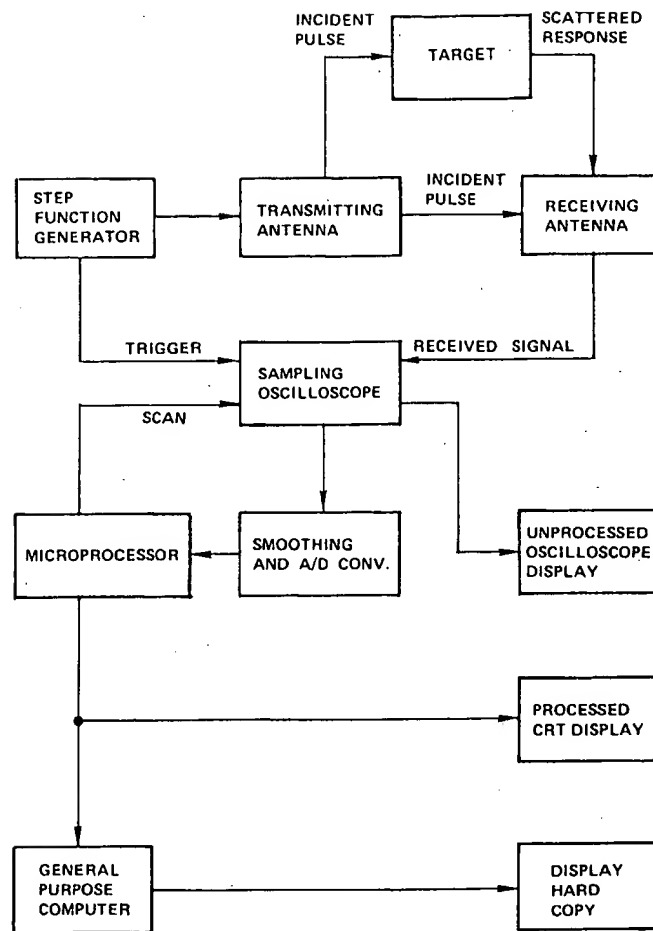 INCIDENT
PULSE
SCATTERED
RESPONSE
TARGET
STEP
FUNCTION
GENERATOR
TRANSMITTING
ANTENNA
INCIDENT
PULSE
RECEIVING
ANTENNA
TRIGGER
RECEIVED SIGNAL
SAMPLING
OSCILLOSCOPE
SCAN
MICROPROCESSOR
SMOOTHING
AND A/D CONV.
UNPROCESSED
OSCILLOSCOPE
DISPLAY
PROCESSED
CRT DISPLAY
GENERAL
PURPOSE
COMPUTER
DISPLAY
HARD
COPY